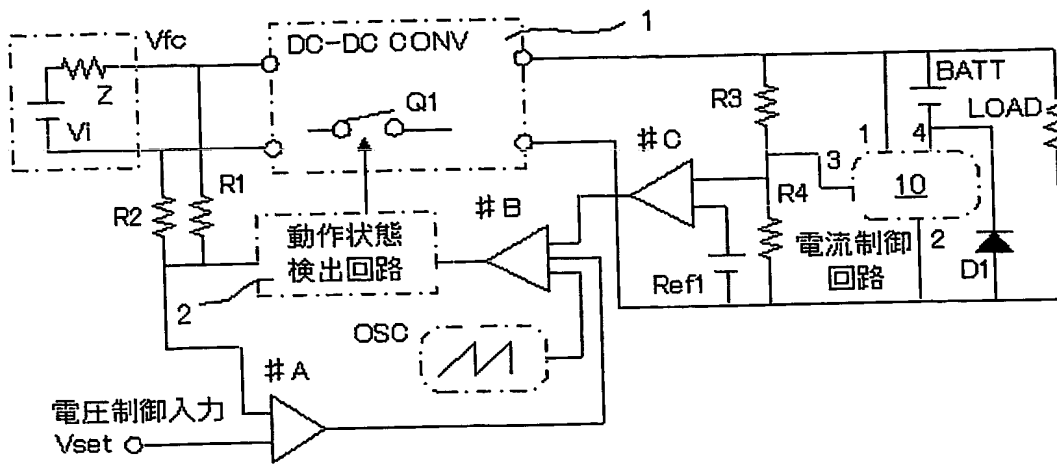 Vfc
DC-DC CONV
1
Z
Vi
Q1
R3
BATT
LOAD
1
4
#C
3
10
R4
2
R2
R1
#B
動作状態
検出回路
電流制御
回路
Ref1
D1
2
OSC
#A
電圧制御入力
Vset